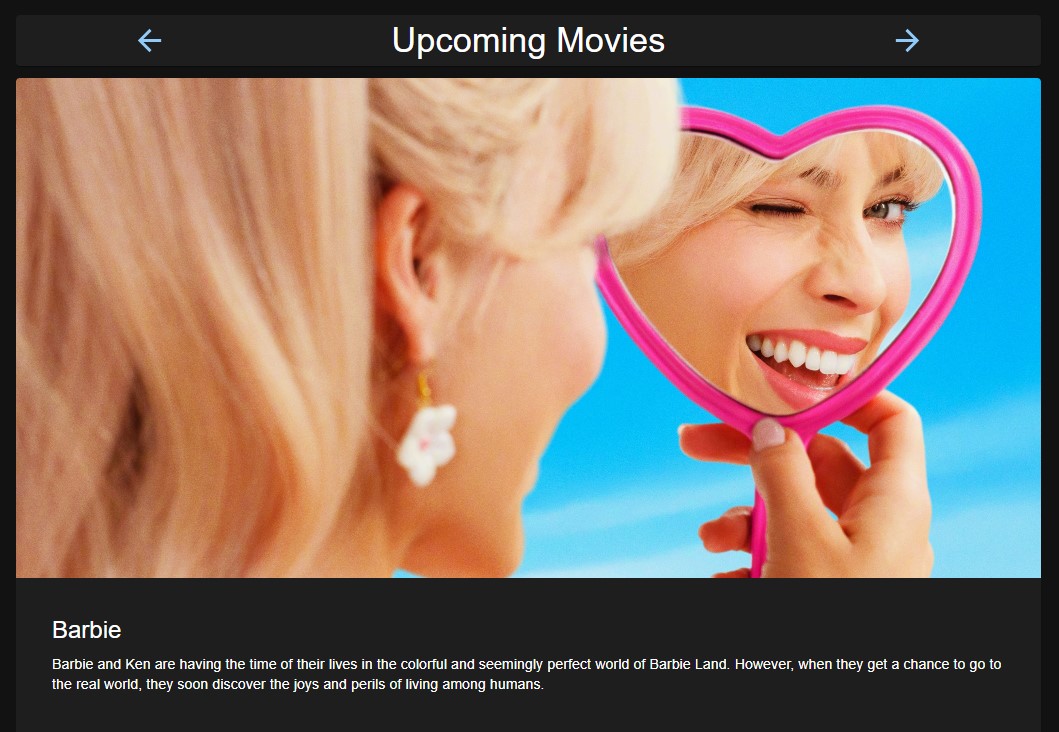 Upcoming Movies
Barbie
Barbie and Ken are having the time of their lives in the colorful and seemingly perfect world of Barbie Land. However, when they get a chance to go to
the real world, they soon discover the joys and perils of living among humans.